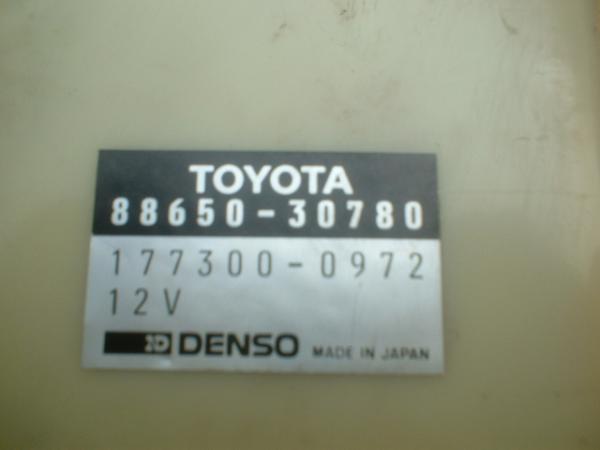 TOYOTA
88650-30780
177300-0972
12V
DENSO MADE IN JAPAN